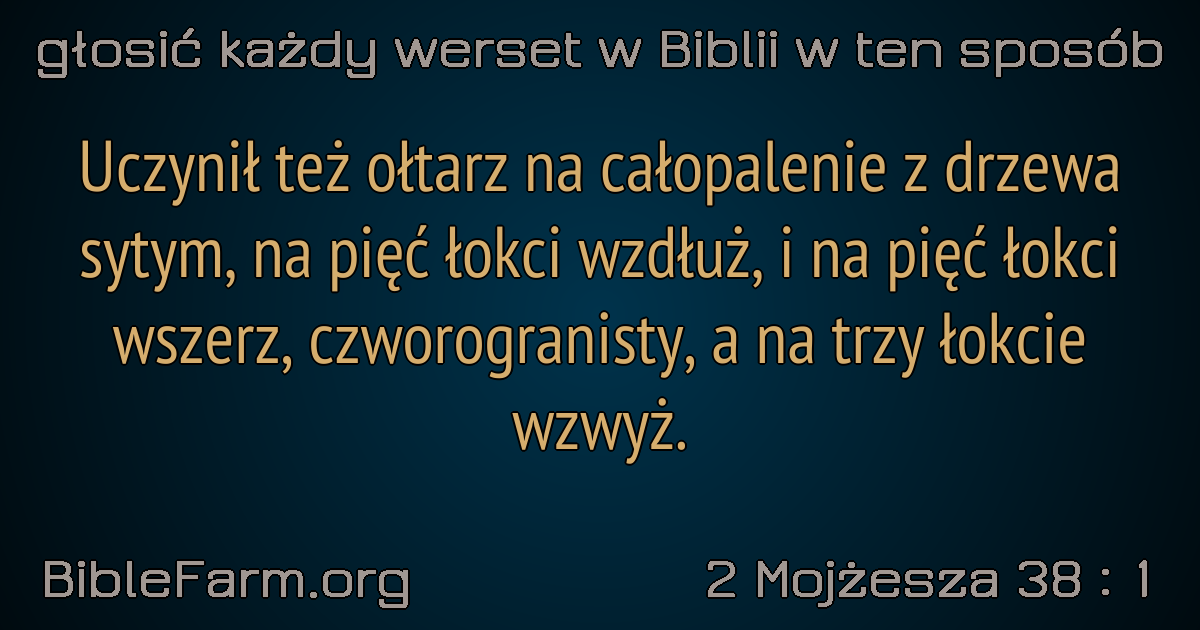 głosić każdy werset w Biblii w ten sposób
Uczynił też ołtarz na całopalenie z drzewa
sytym, na pięć łokci wzdłuż, i na pięć łokci
wszerz, czworogranisty, a na trzy łokcie
wzwyż.
BibleFarm.org
2 Mojżesza 38 : 1